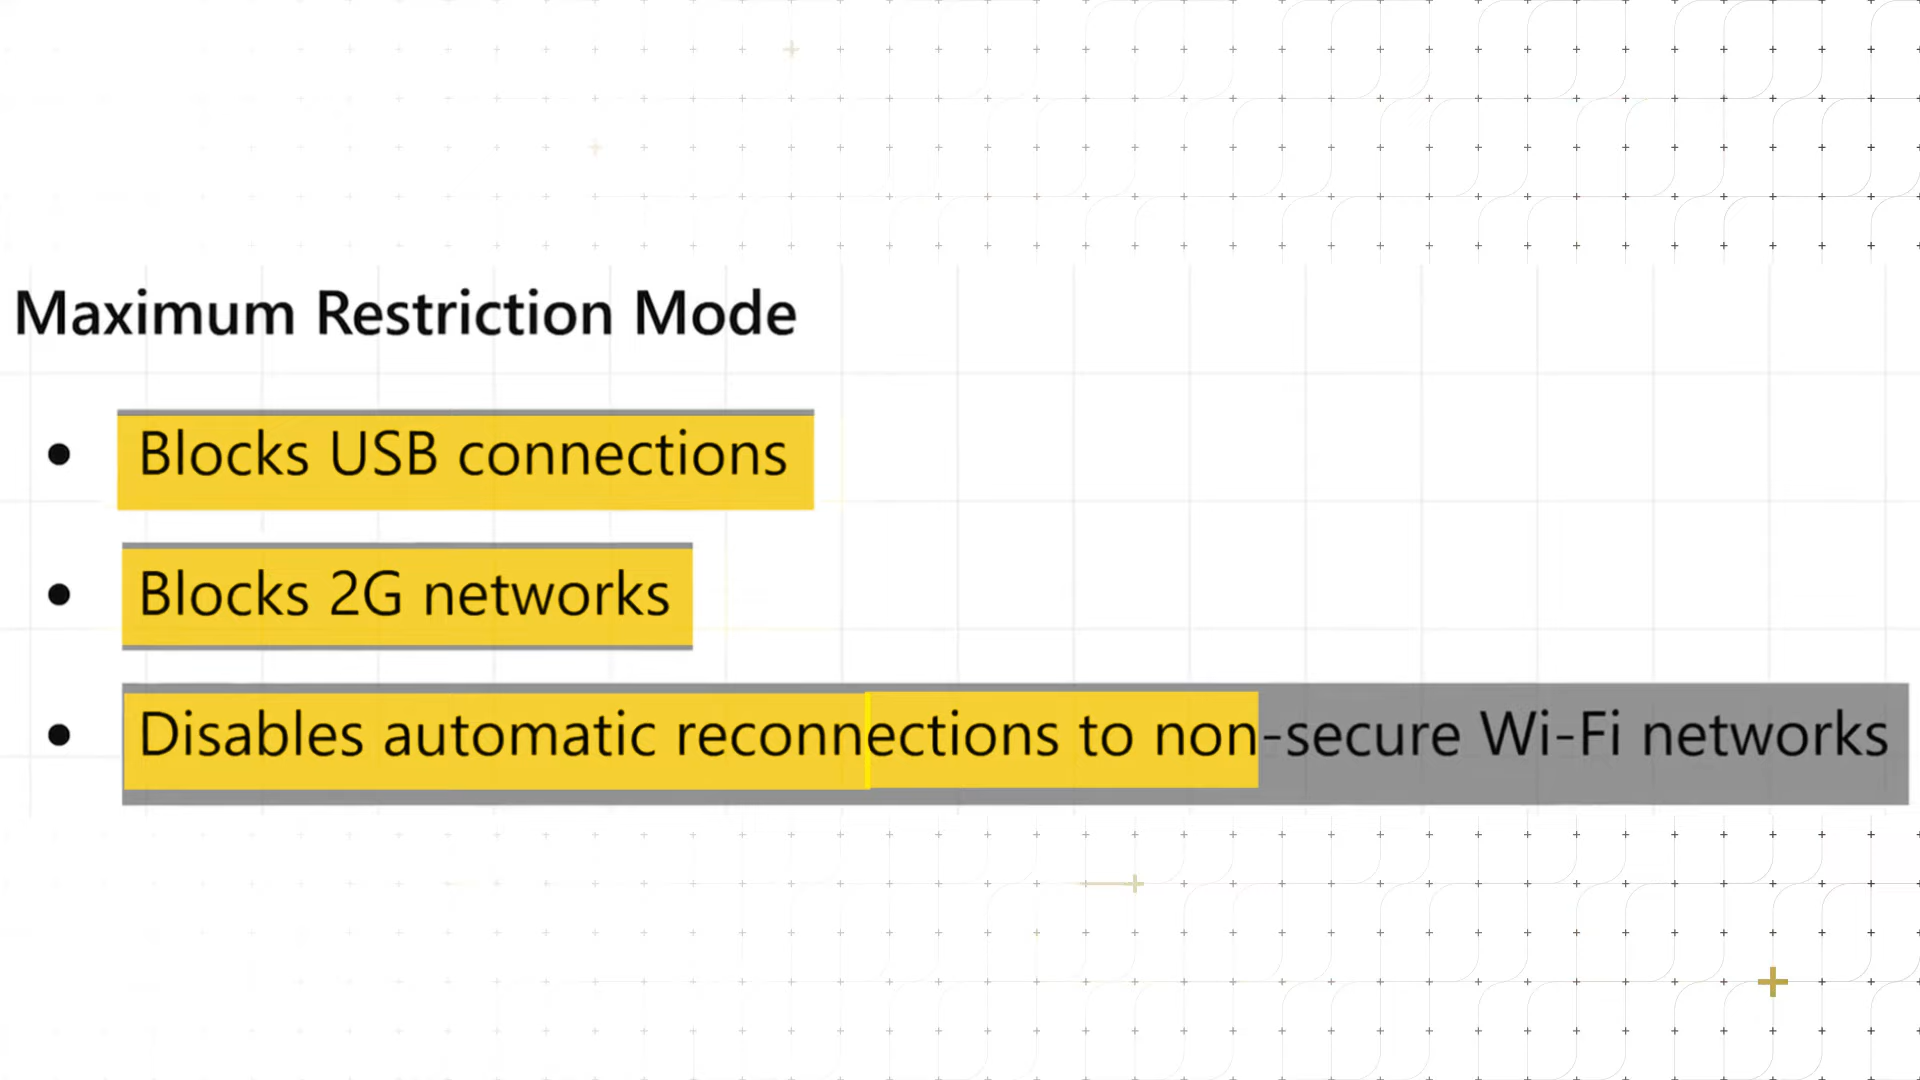 Maximum Restriction Mode
• Blocks USB connections
• Blocks 2G networks
• Disables automatic reconnections to non-secure Wi-Fi networks